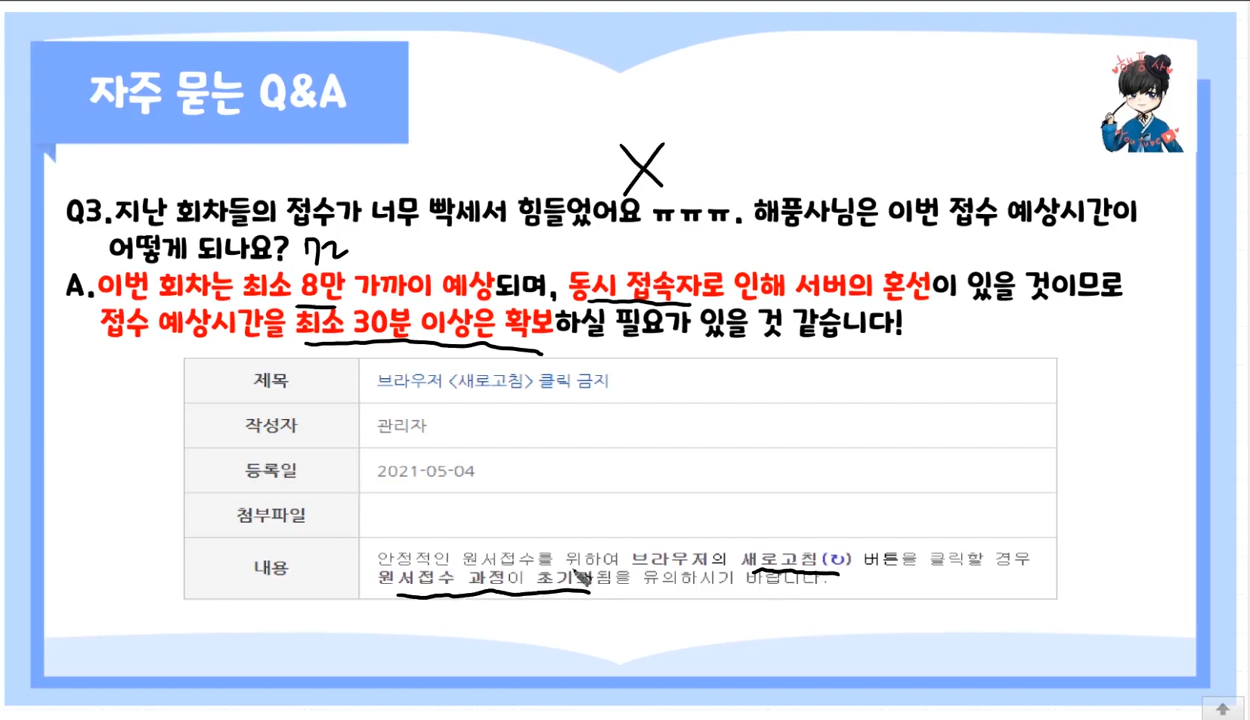 자주 묻는 Q&A
해풍사
YouTube
X
Q3.지난 회차들의 접수가 너무 빡세서 힘들었어요 ㅠㅠㅠ. 해풍사님은 이번 접수 예상시간이
어떻게 되나요? 72
A.이번 회차는 최소 8만 가까이 예상되며, 동시 접속자로 인해 서버의 혼선이 있을 것이므로
접수 예상시간을 최소 30분 이상은 확보하실 필요가 있을 것 같습니다!
제목 브라우저 <새로고침> 클릭 금지
작성자 관리자
등록일 2021-05-04
첨부파일
내용 안정적인 원서접수를 위하여 브라우저의 새로고침(↻) 버튼을 클릭할 경우
원서접수 과정이 초기화됨을 유의하시기 바랍니다.